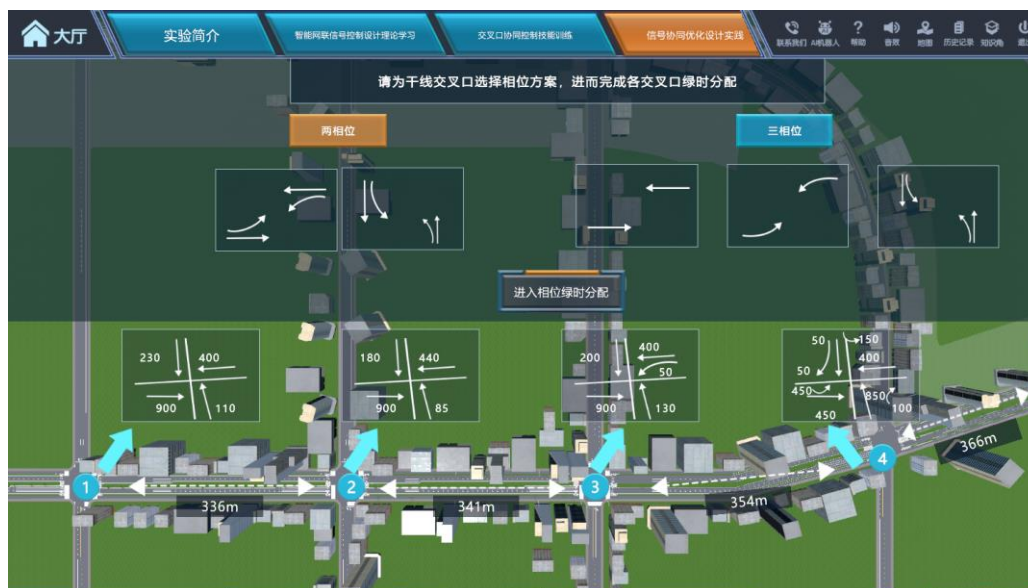 大厅
实验简介
智能网联信号控制设计理论学习
交叉口协同控制技能训练
信号协同优化设计实践
联系我们 AI机器人 帮助 音效 地图 历史记录 知识角
请为干线交叉口选择相位方案，进而完成各交叉口绿时分配
两相位
三相位
进入相位绿时分配
230 400
900 110
180 440
900 85
200 400
50
900 130
50 150
50 400
450 850
450 100
1
2
3
4
336m
341m
354m
366m